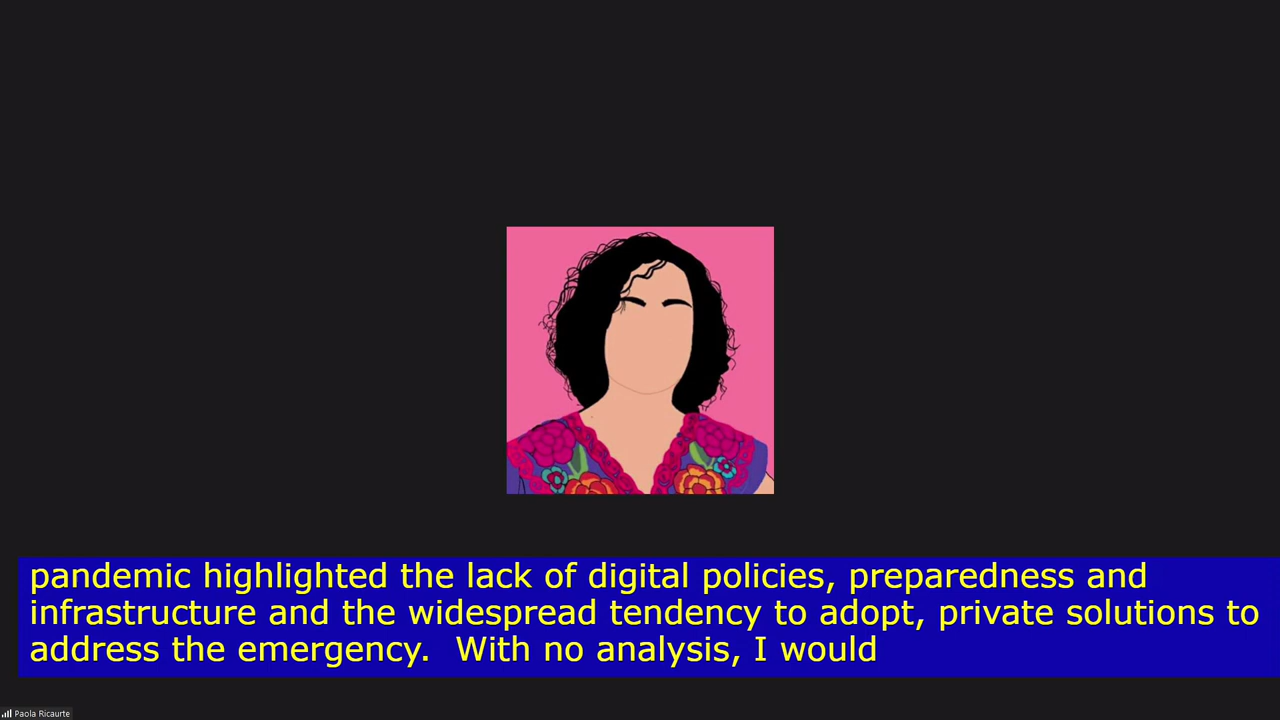 pandemic highlighted the lack of digital policies, preparedness and
infrastructure and the widespread tendency to adopt, private solutions to
address the emergency.  With no analysis, I would
Paola Ricaurte